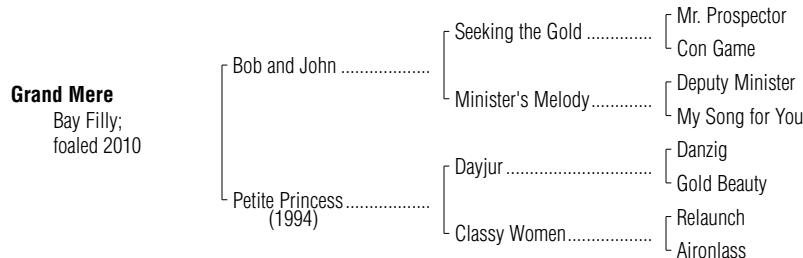 Mr. Prospector
Seeking the Gold ..............
Con Game
Bob and John ...................
Deputy Minister
Minister's Melody.............
My Song for You
Grand Mere
Bay Filly;
foaled 2010
Danzig
Dayjur ...............................
Gold Beauty
Petite Princess ..................
(1994)
Relaunch
Classy Women..................
Aironlass